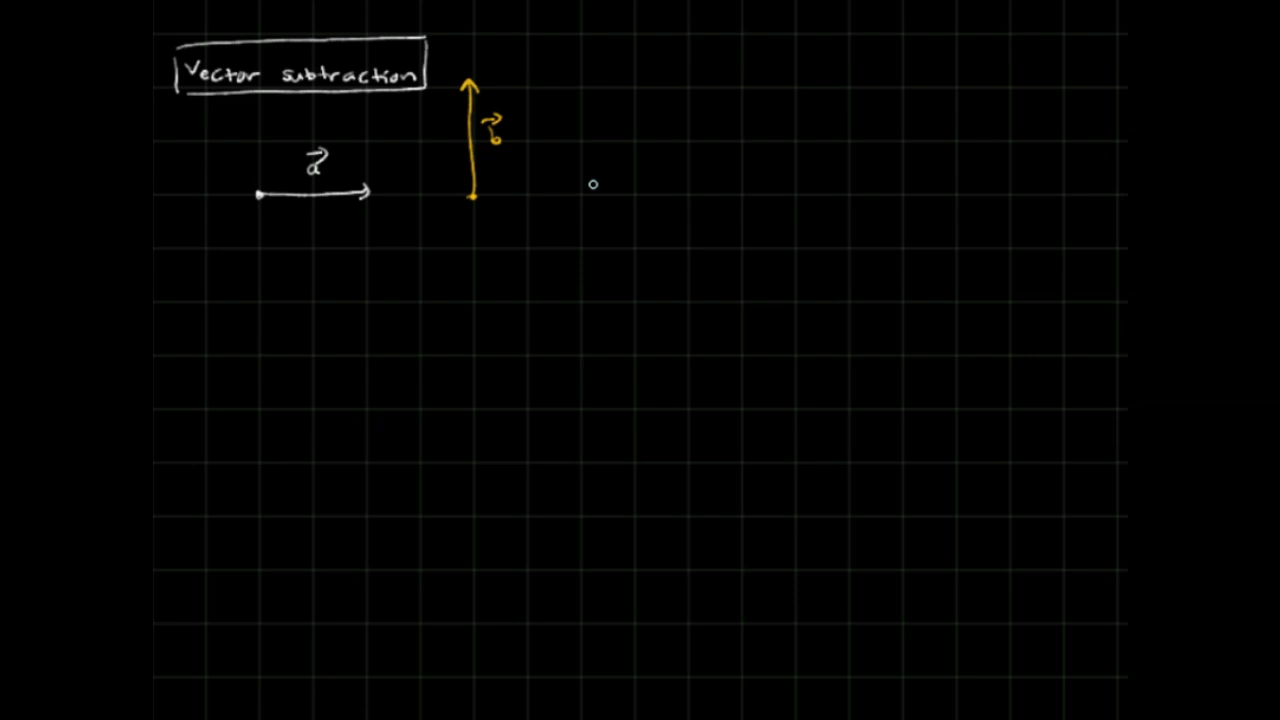 Vector subtraction
a⃗
b⃗